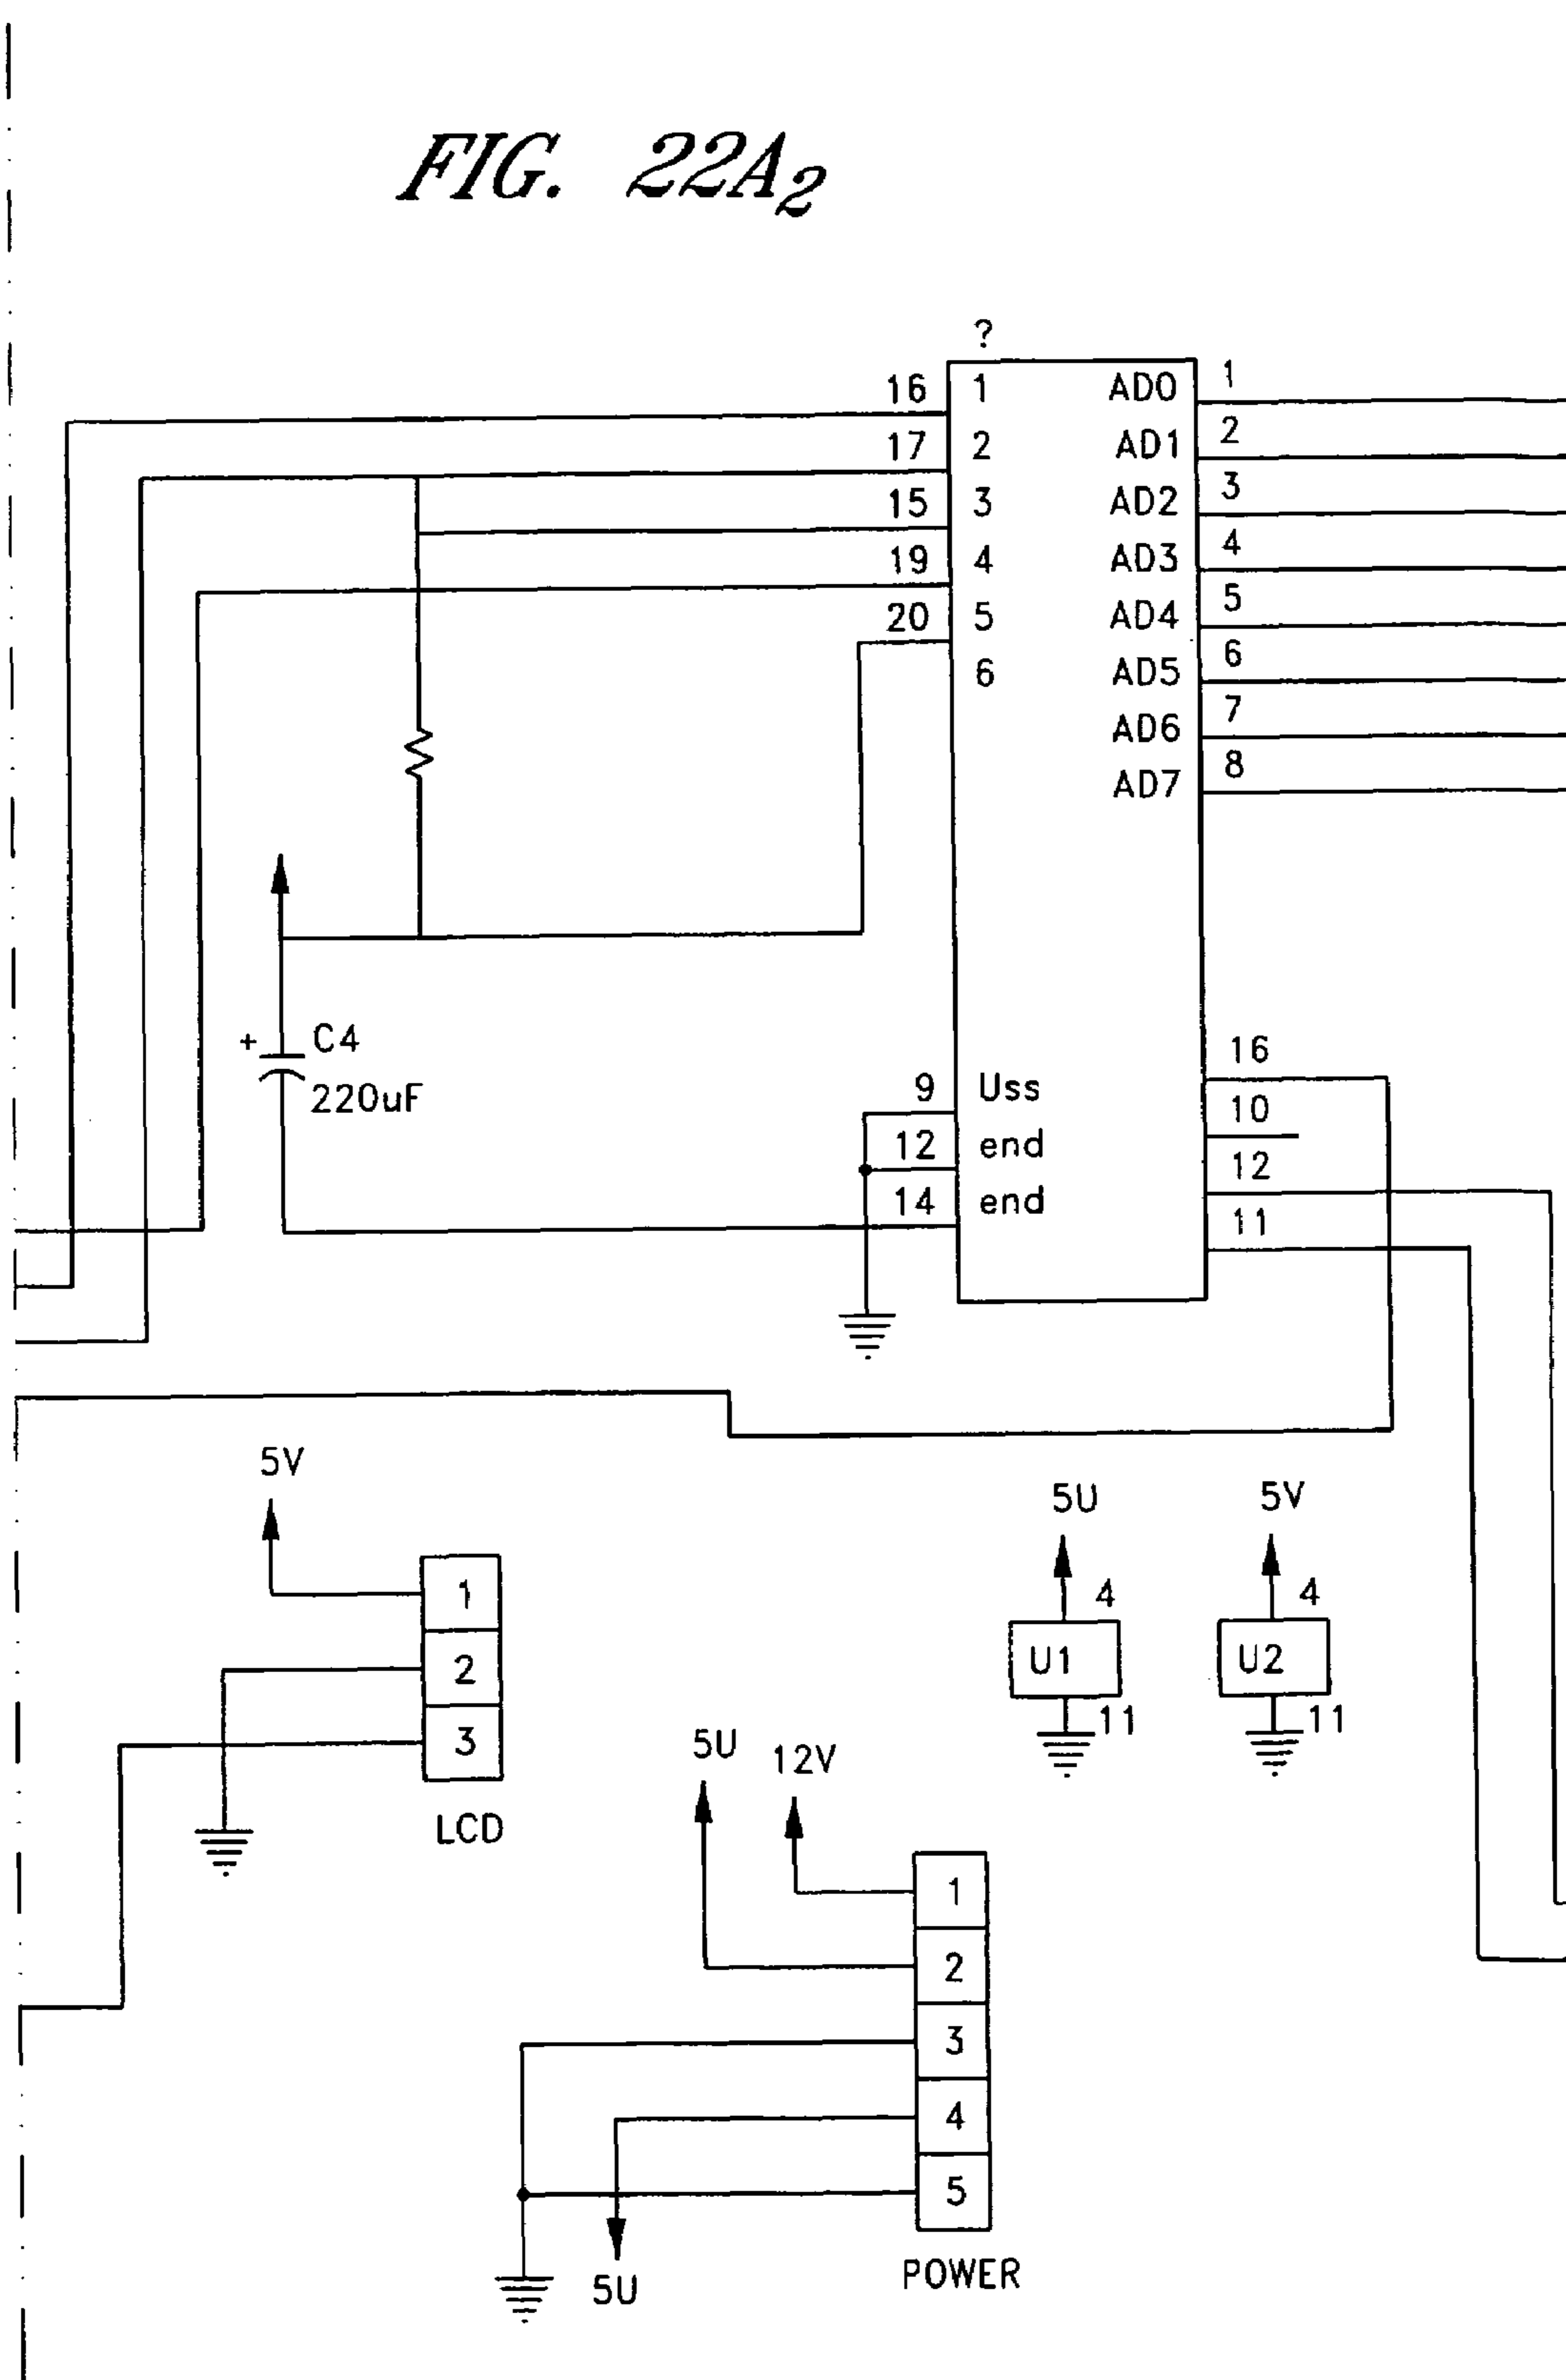 FIG. 22A2
?
16 1 AD0 1
17 2 AD1 2
15 3 AD2 3
19 4 AD3 4
20 5 AD4 5
6 AD5 6
AD6 7
AD7 8
+ C4
220uF
16
9 Uss 10
12 end 12
14 end 11
5V
1
2
3
LCD
5U
4
U1
11
5V
4
U2
11
5U 12V
1
2
3
4
5
5U
POWER